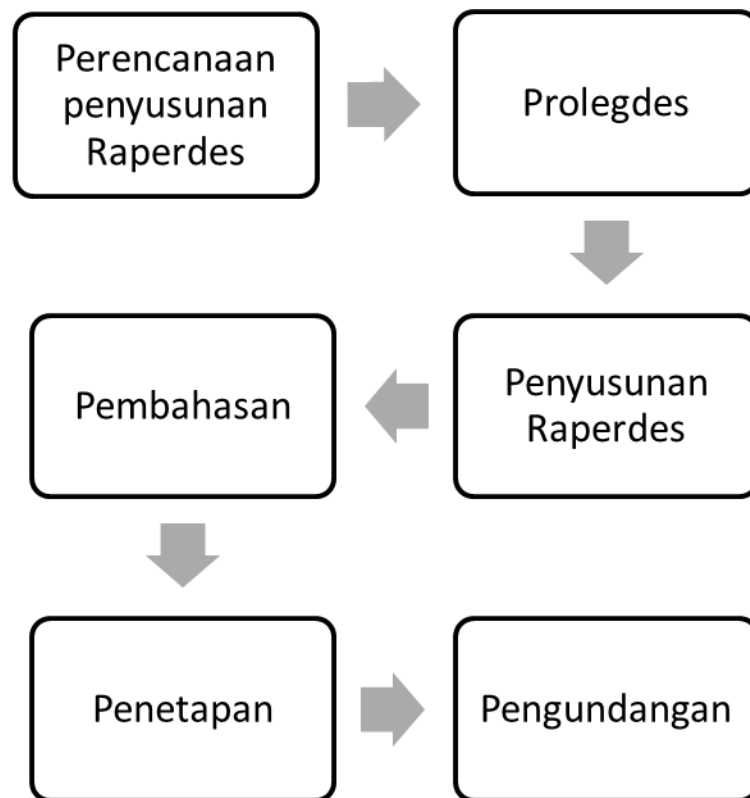 Perencanaan
penyusunan
Raperdes
Prolegdes
Penyusunan
Raperdes
Pembahasan
Penetapan
Pengundangan